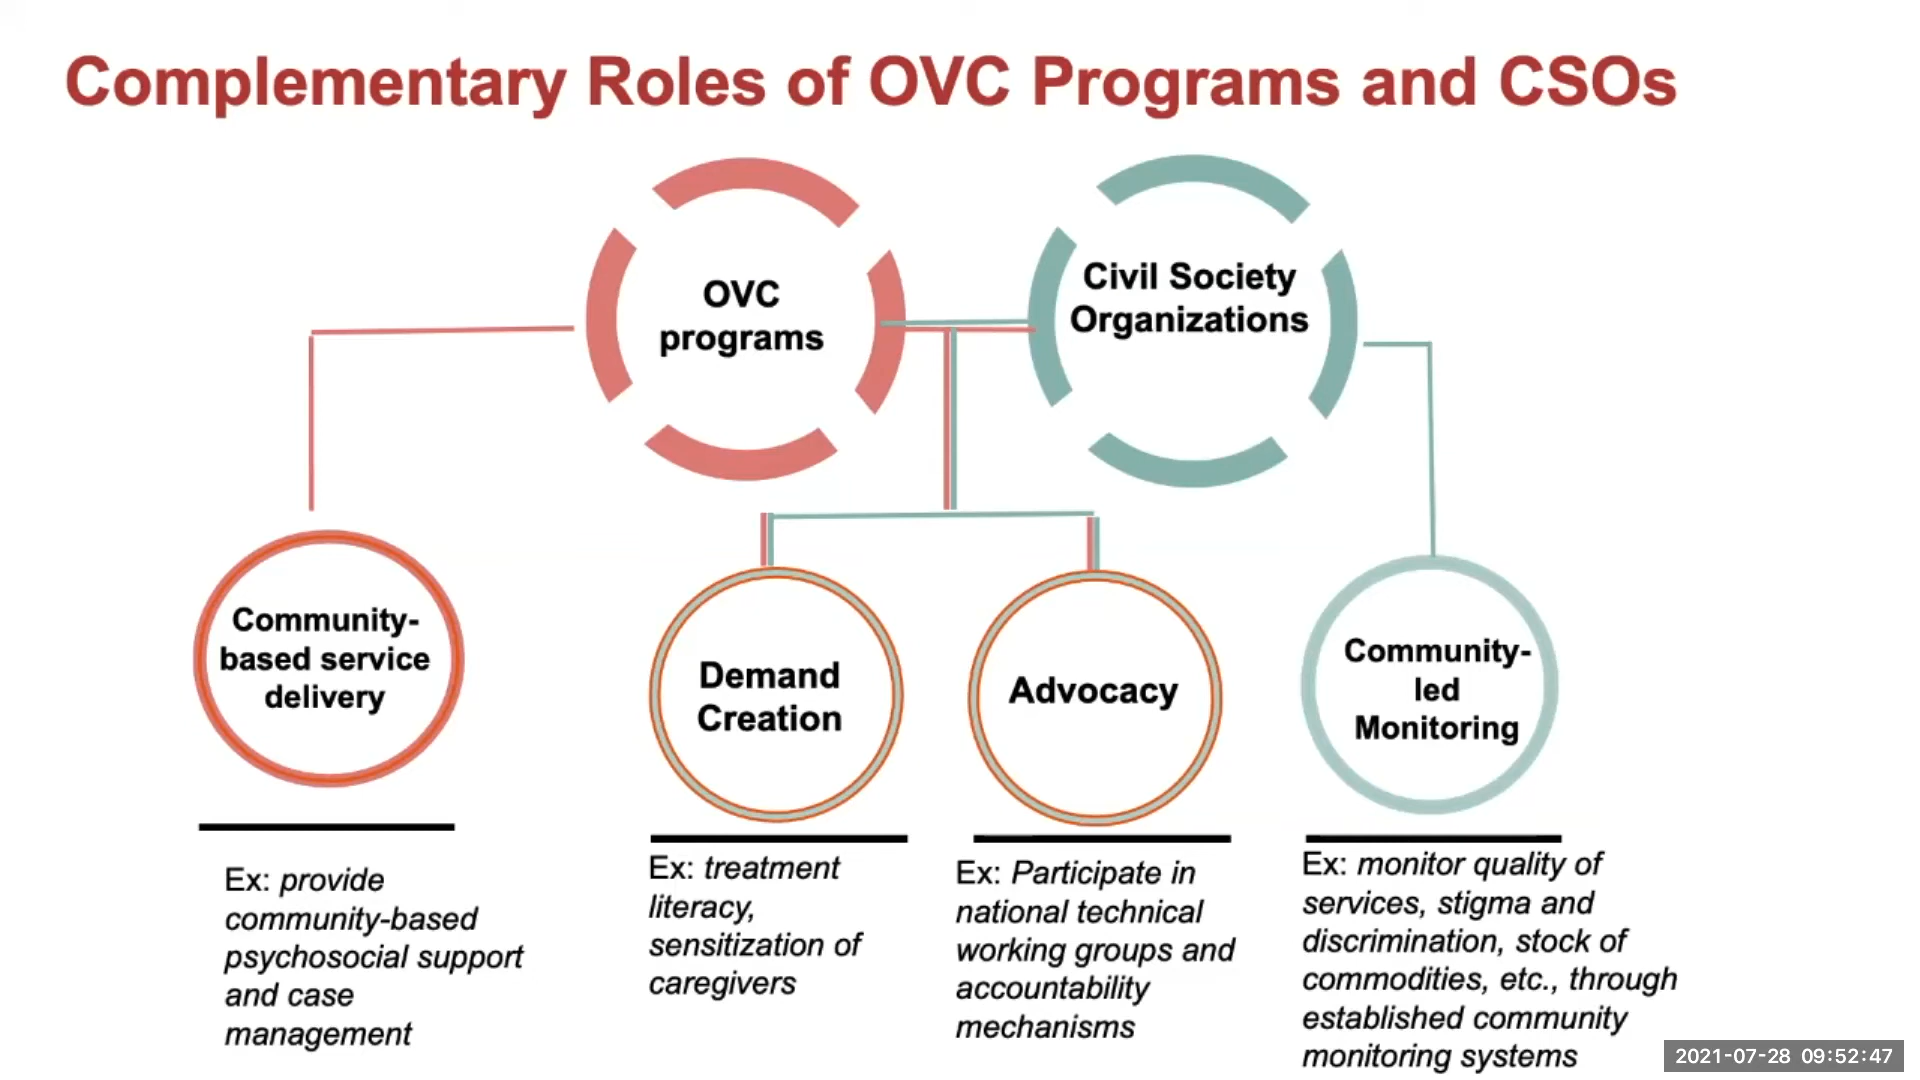 Complementary Roles of OVC Programs and CSOs
OVC
programs
Civil Society
Organizations
Community-
based service
delivery
Demand
Creation
Advocacy
Community-
led
Monitoring
Ex: provide
community-based
psychosocial support
and case
management
Ex: treatment
literacy,
sensitization of
caregivers
Ex: Participate in
national technical
working groups and
accountability
mechanisms
Ex: monitor quality of
services, stigma and
discrimination, stock of
commodities, etc., through
established community
monitoring systems
2021-07-28 09:52:47